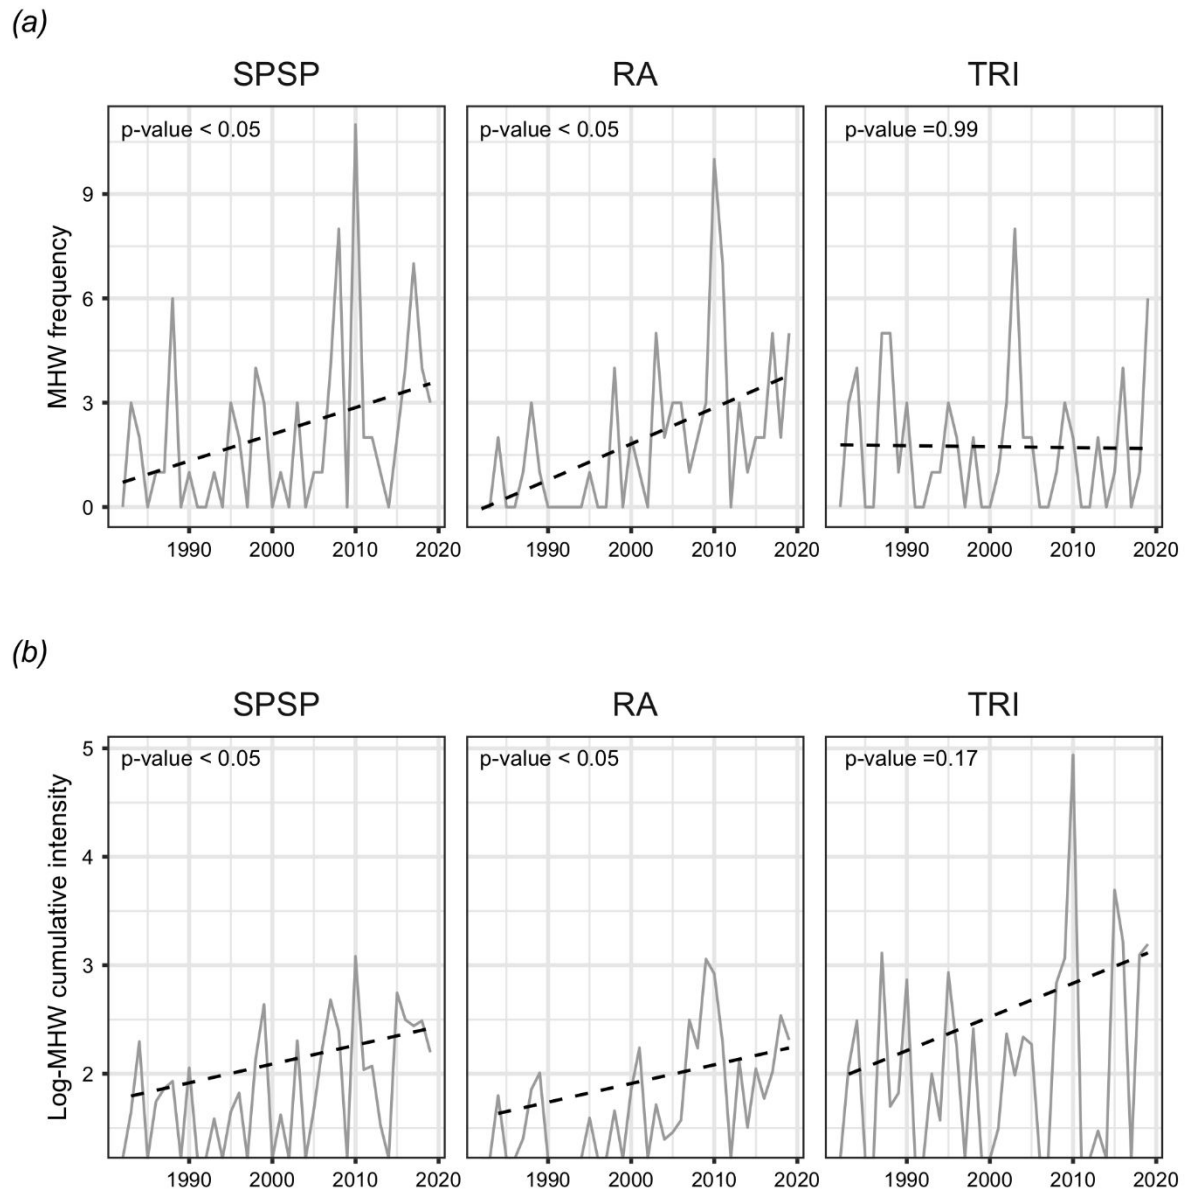 (a)
SPSP RA TRI
p-value < 0.05 p-value < 0.05 p-value =0.99
MHW frequency
9
6
3
0
1990 2000 2010 2020 1990 2000 2010 2020 1990 2000 2010 2020
(b)
SPSP RA TRI
p-value < 0.05 p-value < 0.05 p-value =0.17
Log-MHW cumulative intensity
5
4
3
2
1990 2000 2010 2020 1990 2000 2010 2020 1990 2000 2010 2020